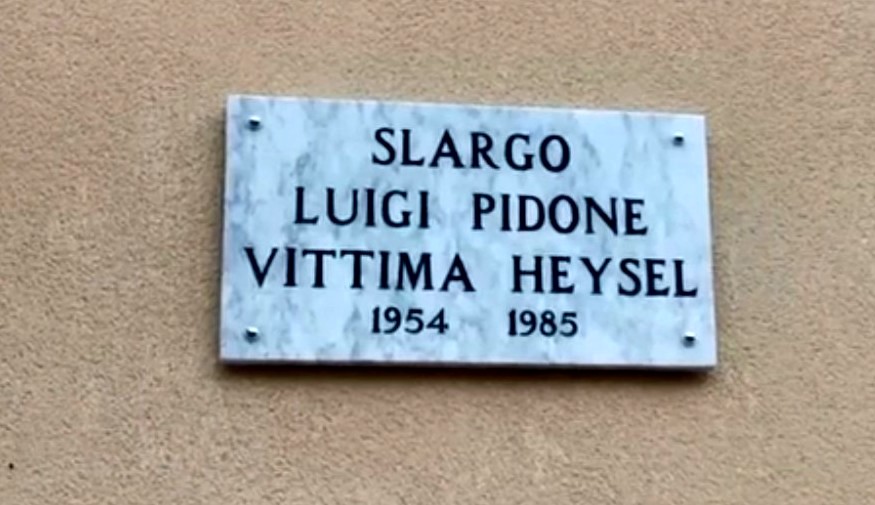 SLARGO
LUIGI PIDONE
VITTIMA HEYSEL
1954 1985